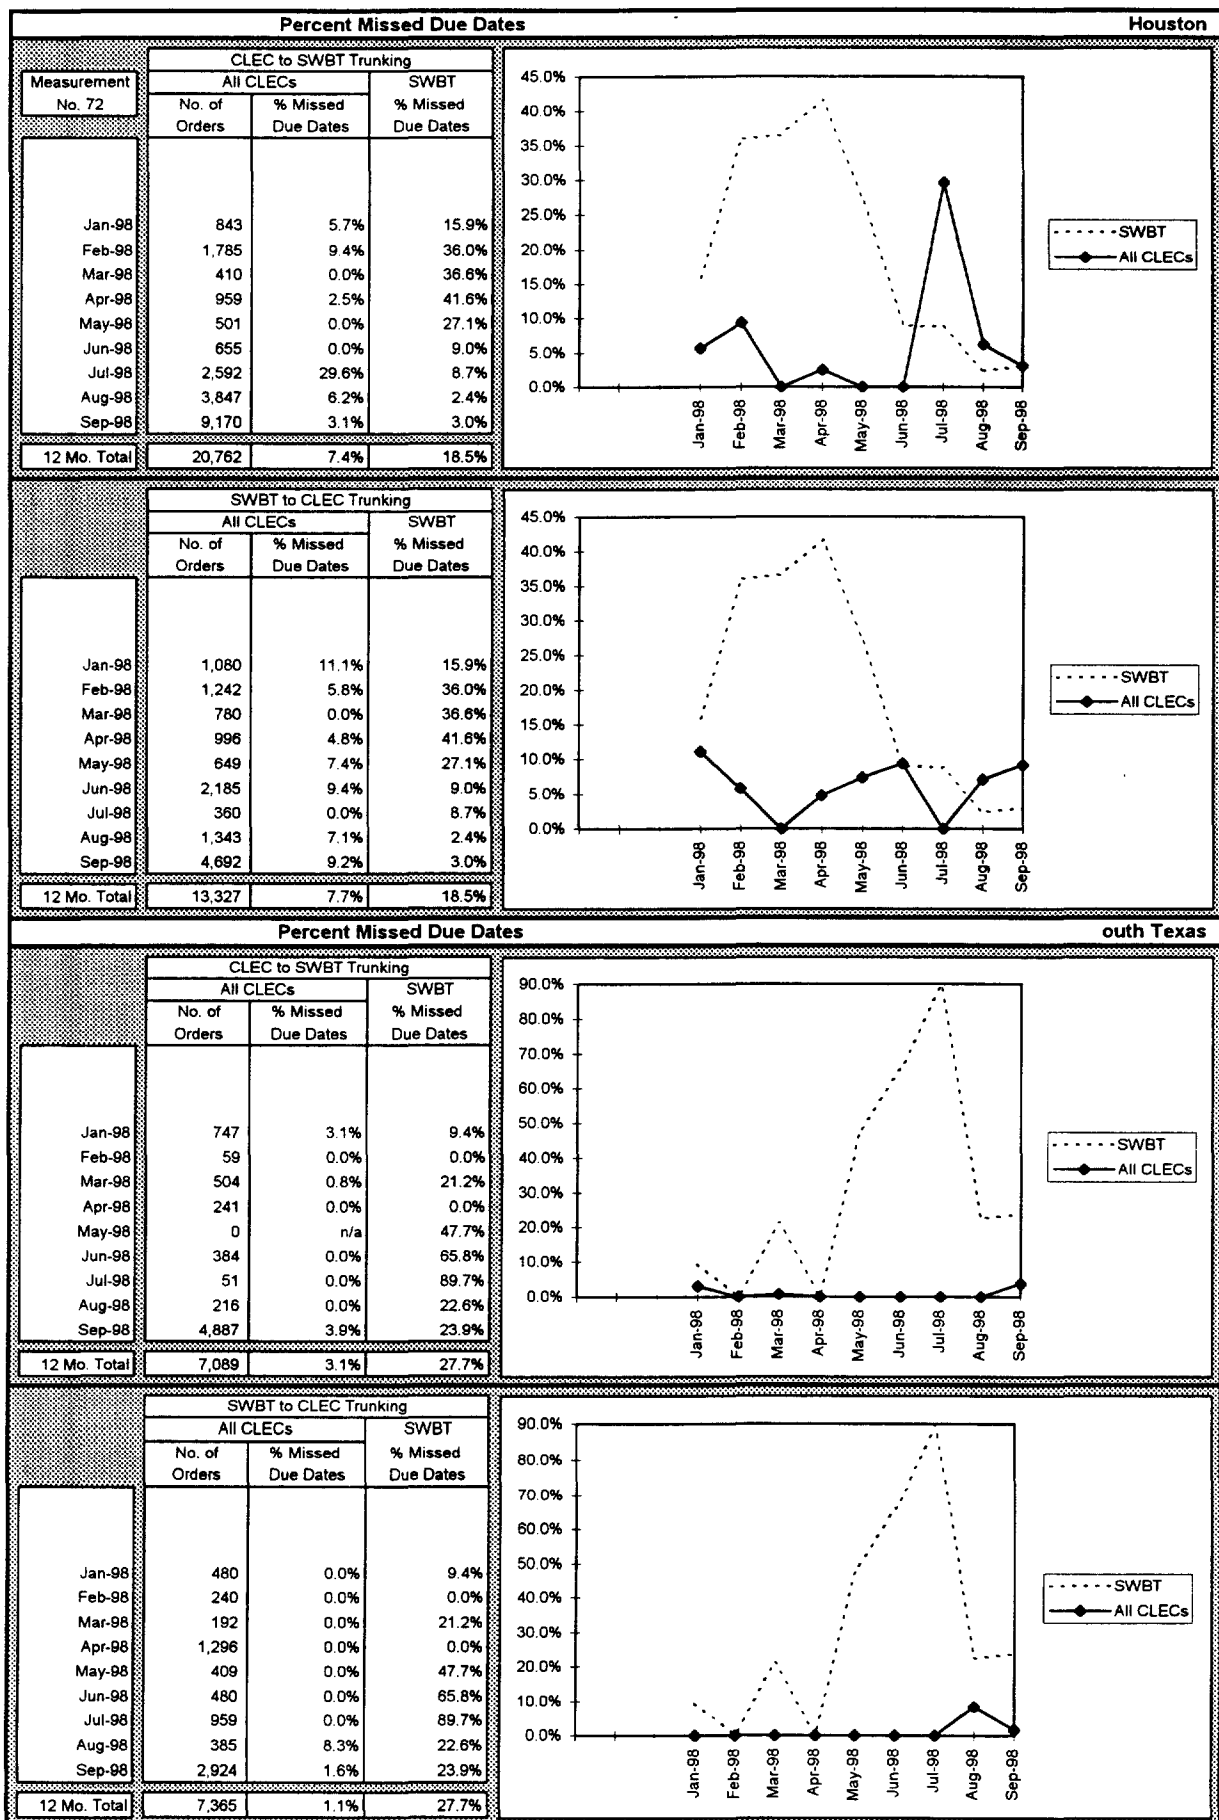 Percent Missed Due Dates Houston
Measurement
No. 72
CLEC to SWBT Trunking
All CLECs SWBT
No. of % Missed % Missed
Orders Due Dates Due Dates
Jan-98 843 5.7% 15.9%
Feb-98 1,785 9.4% 36.0%
Mar-98 410 0.0% 36.6%
Apr-98 959 2.5% 41.6%
May-98 501 0.0% 27.1%
Jun-98 655 0.0% 9.0%
Jul-98 2,592 29.6% 8.7%
Aug-98 3,847 6.2% 2.4%
Sep-98 9,170 3.1% 3.0%
12 Mo. Total 20,762 7.4% 18.5%
45.0%
40.0%
35.0%
30.0%
25.0%
20.0%
15.0%
10.0%
5.0%
0.0%
Jan-98 Feb-98 Mar-98 Apr-98 May-98 Jun-98 Jul-98 Aug-98 Sep-98
SWBT
All CLECs
SWBT to CLEC Trunking
All CLECs SWBT
No. of % Missed % Missed
Orders Due Dates Due Dates
Jan-98 1,080 11.1% 15.9%
Feb-98 1,242 5.8% 36.0%
Mar-98 780 0.0% 36.6%
Apr-98 996 4.8% 41.6%
May-98 649 7.4% 27.1%
Jun-98 2,185 9.4% 9.0%
Jul-98 360 0.0% 8.7%
Aug-98 1,343 7.1% 2.4%
Sep-98 4,692 9.2% 3.0%
12 Mo. Total 13,327 7.7% 18.5%
45.0%
40.0%
35.0%
30.0%
25.0%
20.0%
15.0%
10.0%
5.0%
0.0%
Jan-98 Feb-98 Mar-98 Apr-98 May-98 Jun-98 Jul-98 Aug-98 Sep-98
SWBT
All CLECs
Percent Missed Due Dates outh Texas
CLEC to SWBT Trunking
All CLECs SWBT
No. of % Missed % Missed
Orders Due Dates Due Dates
Jan-98 747 3.1% 9.4%
Feb-98 59 0.0% 0.0%
Mar-98 504 0.8% 21.2%
Apr-98 241 0.0% 0.0%
May-98 0 n/a 47.7%
Jun-98 384 0.0% 65.8%
Jul-98 51 0.0% 89.7%
Aug-98 216 0.0% 22.6%
Sep-98 4,887 3.9% 23.9%
12 Mo. Total 7,089 3.1% 27.7%
90.0%
80.0%
70.0%
60.0%
50.0%
40.0%
30.0%
20.0%
10.0%
0.0%
Jan-98 Feb-98 Mar-98 Apr-98 May-98 Jun-98 Jul-98 Aug-98 Sep-98
SWBT
All CLECs
SWBT to CLEC Trunking
All CLECs SWBT
No. of % Missed % Missed
Orders Due Dates Due Dates
Jan-98 480 0.0% 9.4%
Feb-98 240 0.0% 0.0%
Mar-98 192 0.0% 21.2%
Apr-98 1,296 0.0% 0.0%
May-98 409 0.0% 47.7%
Jun-98 480 0.0% 65.8%
Jul-98 959 0.0% 89.7%
Aug-98 385 8.3% 22.6%
Sep-98 2,924 1.6% 23.9%
12 Mo. Total 7,365 1.1% 27.7%
90.0%
80.0%
70.0%
60.0%
50.0%
40.0%
30.0%
20.0%
10.0%
0.0%
Jan-98 Feb-98 Mar-98 Apr-98 May-98 Jun-98 Jul-98 Aug-98 Sep-98
SWBT
All CLECs